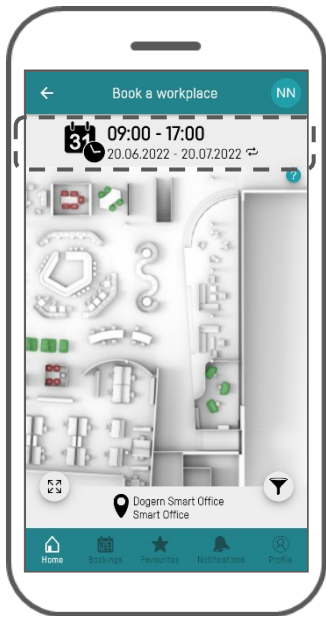 Book a workplace
NN
31
09:00 - 17:00
20.06.2022 - 20.07.2022
?
Dogern Smart Office
Smart Office
Home
Bookings
Favourites
Notifications
Profile